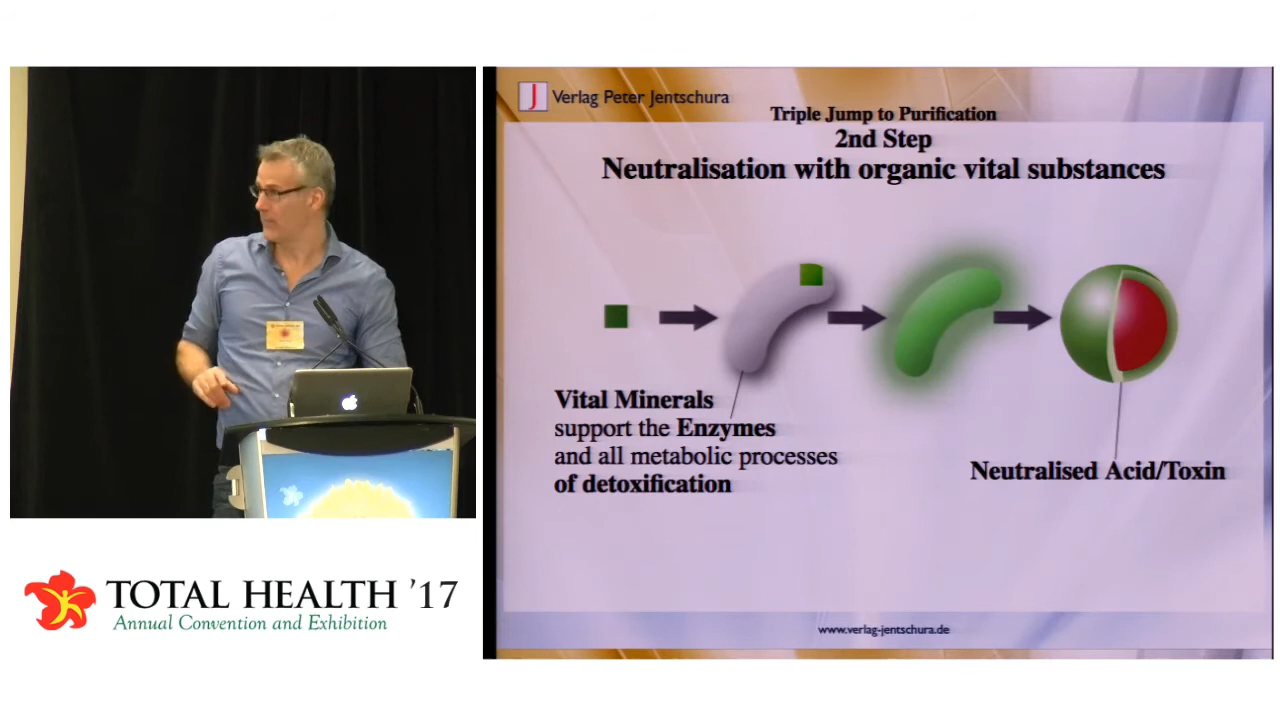 J Verlag Peter Jentschura
Triple Jump to Purification
2nd Step
Neutralisation with organic vital substances
Vital Minerals
support the Enzymes
and all metabolic processes
of detoxification
Neutralised Acid/Toxin
www.verlag-jentschura.de
TOTAL HEALTH '17
Annual Convention and Exhibition